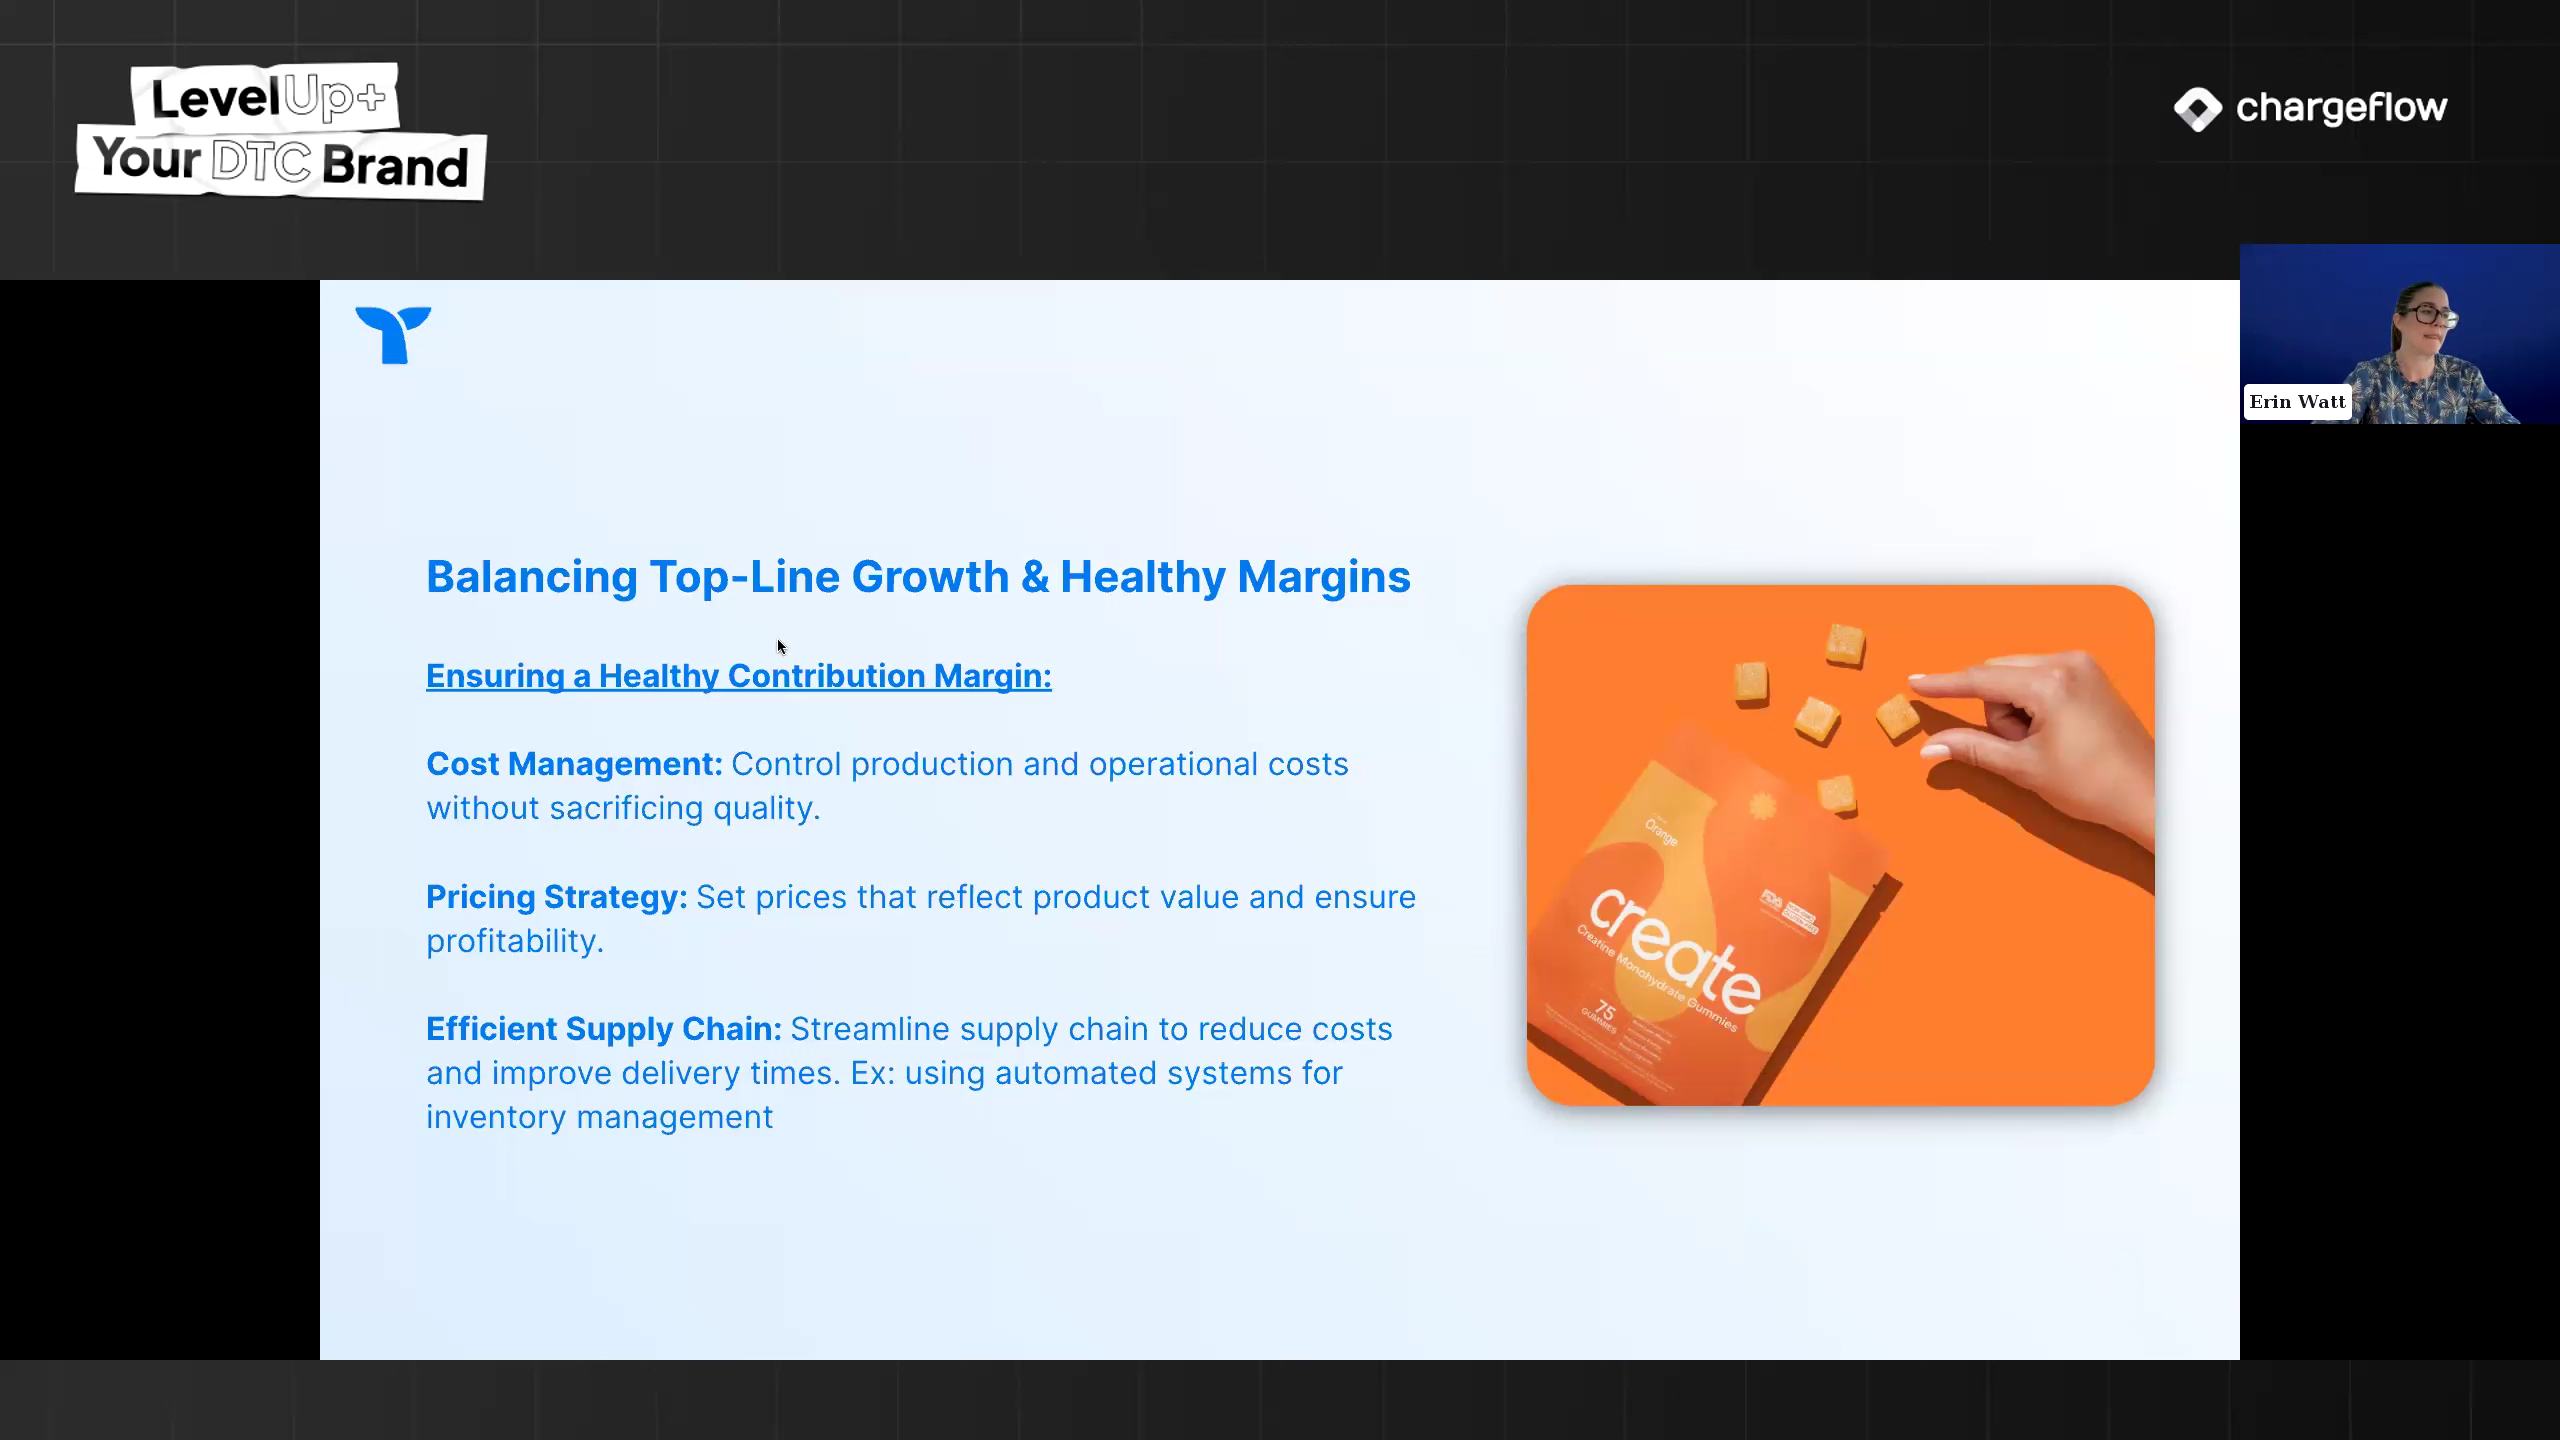 LevelUp+
Your DTC Brand
chargeflow
Erin Watt
Balancing Top-Line Growth & Healthy Margins
Ensuring a Healthy Contribution Margin:
Cost Management: Control production and operational costs
without sacrificing quality.
Pricing Strategy: Set prices that reflect product value and ensure
profitability.
Efficient Supply Chain: Streamline supply chain to reduce costs
and improve delivery times. Ex: using automated systems for
inventory management
Orange
create
Creatine Monohydrate Gummies
75
GUMMIES